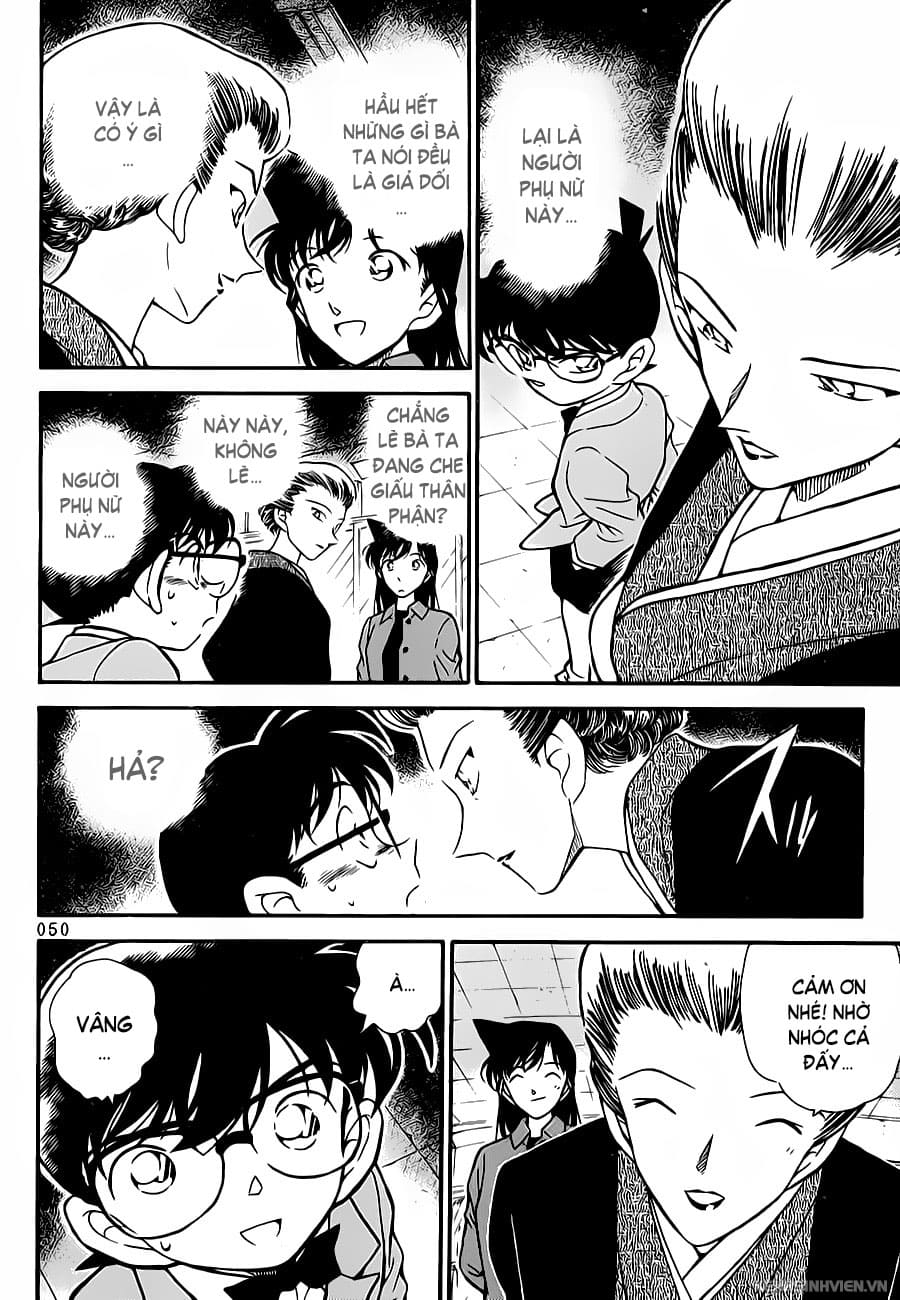 LẠI LÀ
NGƯỜI
PHỤ NỮ
NÀY...
HẦU HẾT
NHỮNG GÌ BÀ
TA NÓI ĐỀU
LÀ GIẢ DỐI
...
VẬY LÀ
CÓ Ý GÌ
...
CHẲNG
LẼ BÀ TA
ĐANG CHE
GIẤU THÂN
PHẬN?
NÀY NÀY,
KHÔNG
LẼ...
NGƯỜI
PHỤ NỮ
NÀY...
HẢ?
050
CẢM ƠN
NHÉ! NHỜ
NHÓC CẢ
ĐẤY...
À...
VÂNG
...